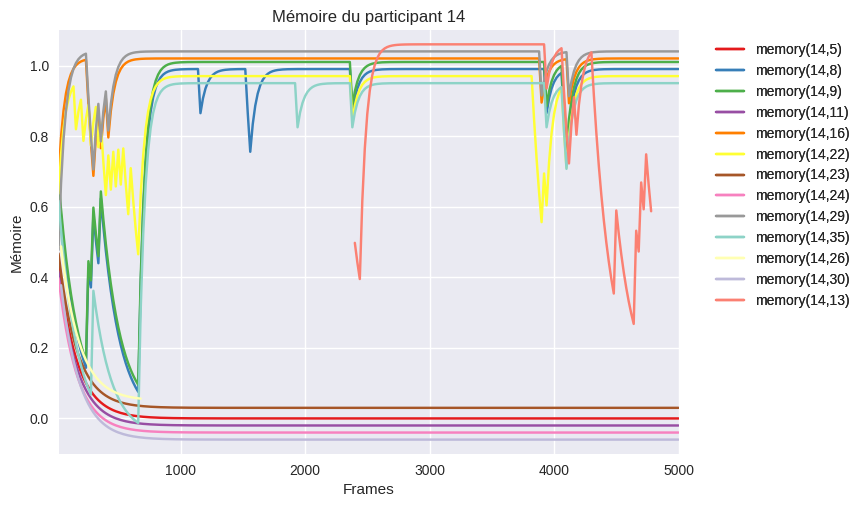 Mémoire du participant 14
Mémoire
1.0
0.8
0.6
0.4
0.2
0.0
1000 2000 3000 4000 5000
Frames
memory(14,5)
memory(14,8)
memory(14,9)
memory(14,11)
memory(14,16)
memory(14,22)
memory(14,23)
memory(14,24)
memory(14,29)
memory(14,35)
memory(14,26)
memory(14,30)
memory(14,13)